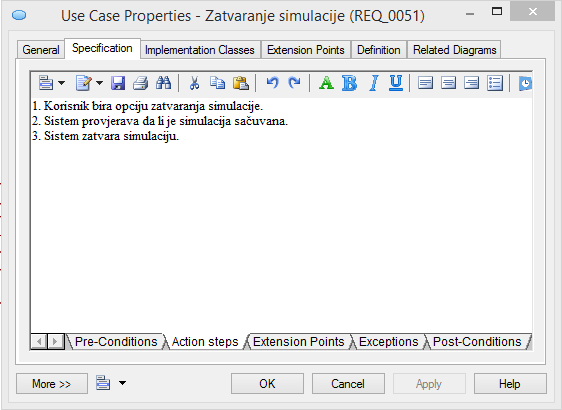 Use Case Properties - Zatvaranje simulacije (REQ_0051)
General Specification Implementation Classes Extension Points Definition Related Diagrams
A B I U
1. Korisnik bira opciju zatvaranja simulacije.
2. Sistem provjerava da li je simulacija sačuvana.
3. Sistem zatvara simulaciju.
Pre-Conditions Action steps Extension Points Exceptions Post-Conditions
More >> OK Cancel Apply Help